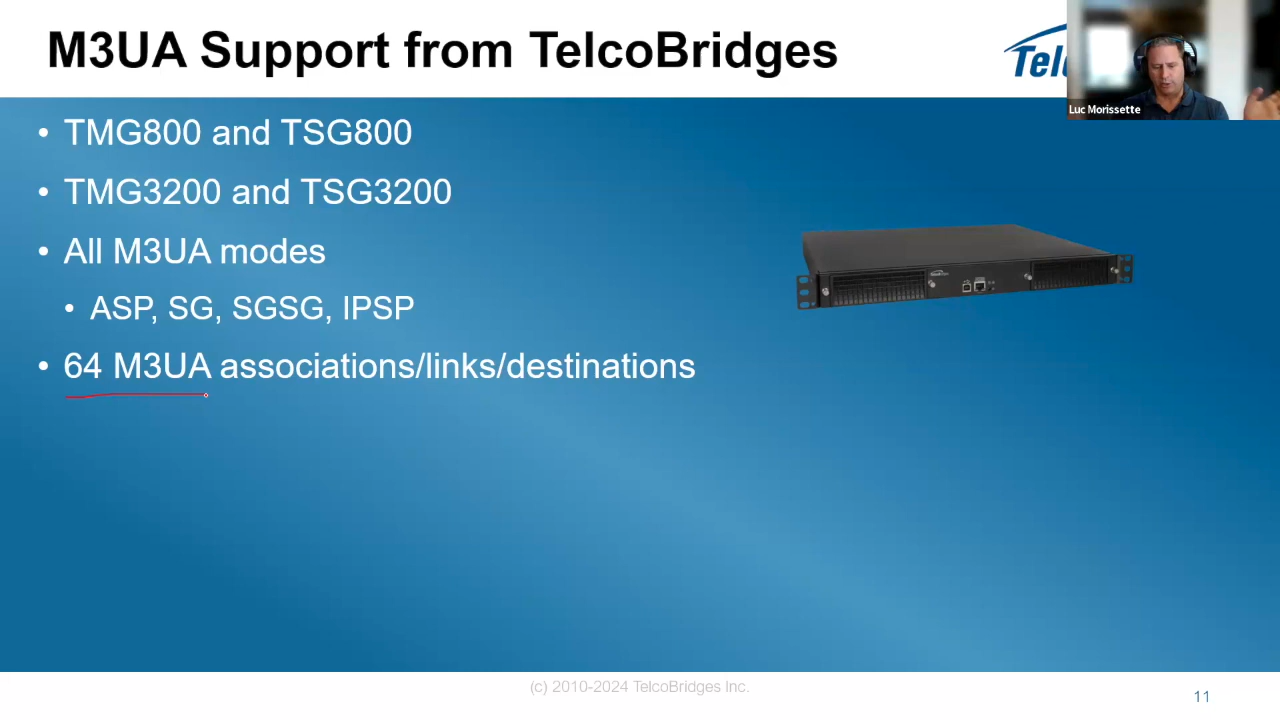 M3UA Support from TelcoBridges
Luc Morissette
• TMG800 and TSG800
• TMG3200 and TSG3200
• All M3UA modes
• ASP, SG, SGSG, IPSP
• 64 M3UA associations/links/destinations
(c) 2010-2024 TelcoBridges Inc.
11